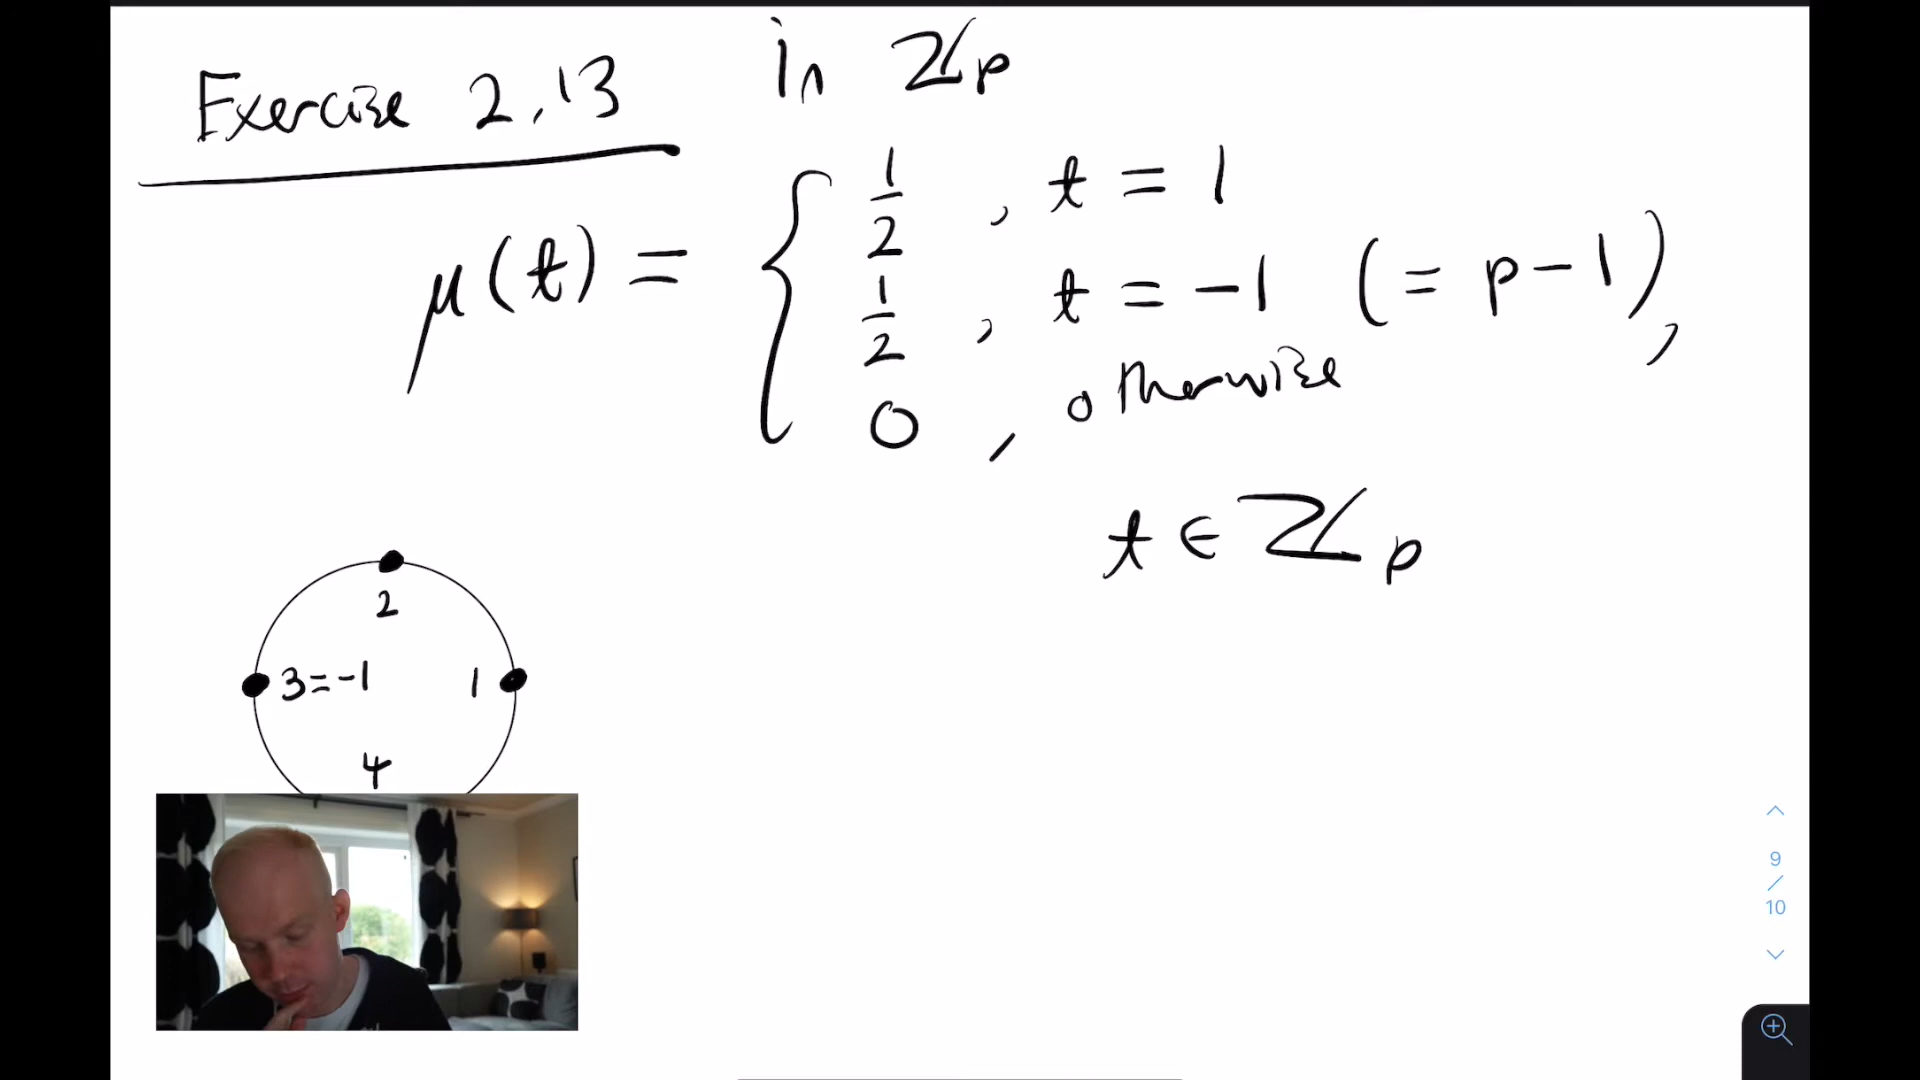 Exercise 2.13 in ℤp
μ(t) = { 1/2 , t = 1
1/2 , t = -1 (= p-1),
0 , otherwise
t ∈ ℤp
2
3=-1 1
4
9
/
10